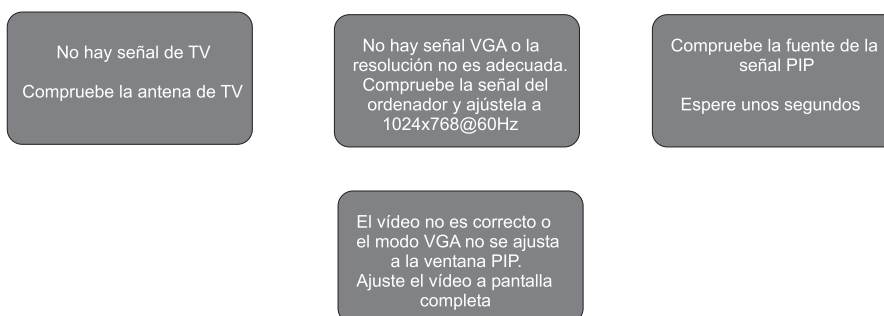 No hay señal de TV
Compruebe la antena de TV
No hay señal VGA o la
resolución no es adecuada.
Compruebe la señal del
ordenador y ajústela a
1024x768@60Hz
Compruebe la fuente de la
señal PIP
Espere unos segundos
El vídeo no es correcto o
el modo VGA no se ajusta
a la ventana PIP.
Ajuste el vídeo a pantalla
completa